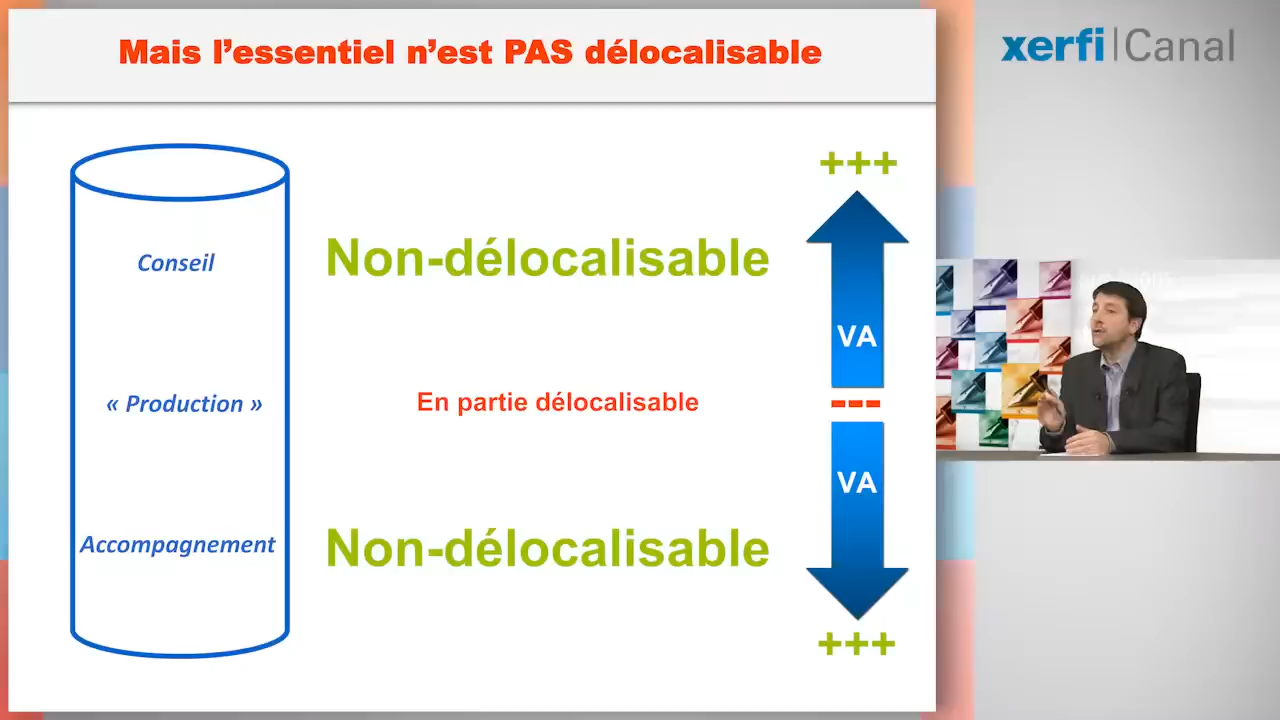 Mais l’essentiel n’est PAS délocalisable
xerfi | Canal
+++
Conseil
Non-délocalisable
VA
« Production »
En partie délocalisable
---
VA
Accompagnement
Non-délocalisable
+++